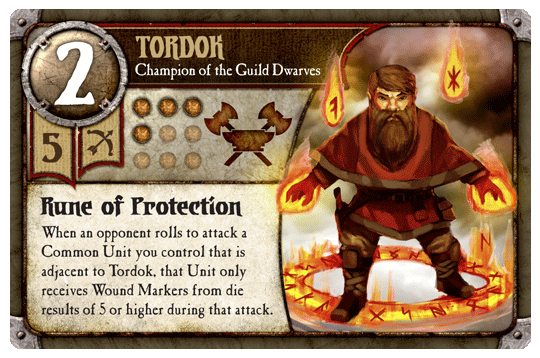 2
TORDOK
Champion of the Guild Dwarves
5
Rune of Protection
When an opponent rolls to attack a
Common Unit you control that is
adjacent to Tordok, that Unit only
receives Wound Markers from die
results of 5 or higher during that attack.